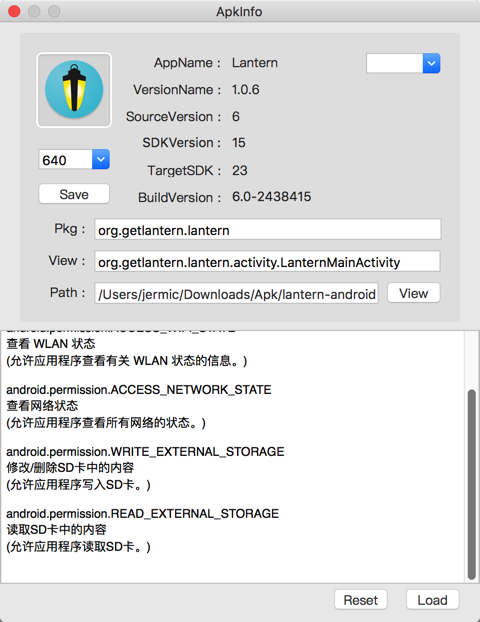 ApkInfo
AppName : Lantern
VersionName : 1.0.6
SourceVersion : 6
SDKVersion : 15
640
TargetSDK : 23
Save
BuildVersion : 6.0-2438415
Pkg : org.getlantern.lantern
View : org.getlantern.lantern.activity.LanternMainActivity
Path : /Users/jermic/Downloads/Apk/lantern-android View
android.permission.ACCESS_WIFI_STATE
查看 WLAN 状态
(允许应用程序查看有关 WLAN 状态的信息。)
android.permission.ACCESS_NETWORK_STATE
查看网络状态
(允许应用程序查看所有网络的状态。)
android.permission.WRITE_EXTERNAL_STORAGE
修改/删除SD卡中的内容
(允许应用程序写入SD卡。)
android.permission.READ_EXTERNAL_STORAGE
读取SD卡中的内容
(允许应用程序读取SD卡。)
Reset Load